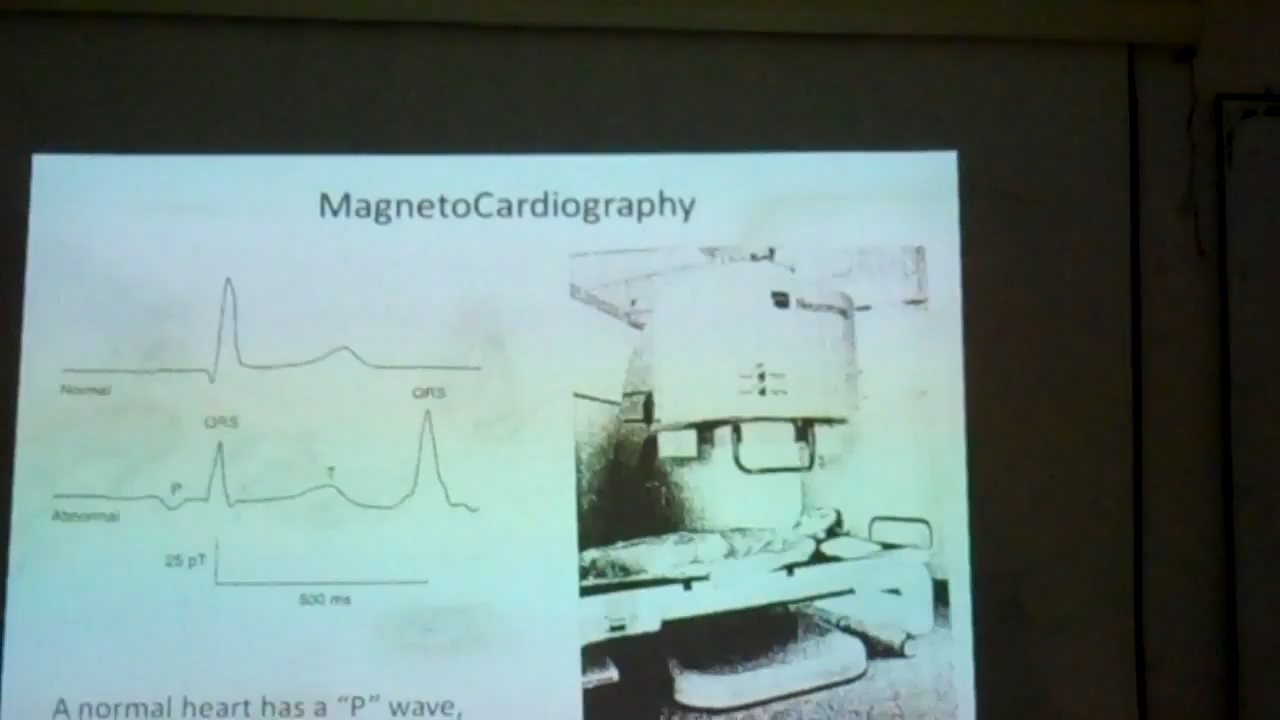 MagnetoCardiography
Normal
QRS
QRS
P
T
Abnormal
25 pT
500 ms
A normal heart has a “P” wave,